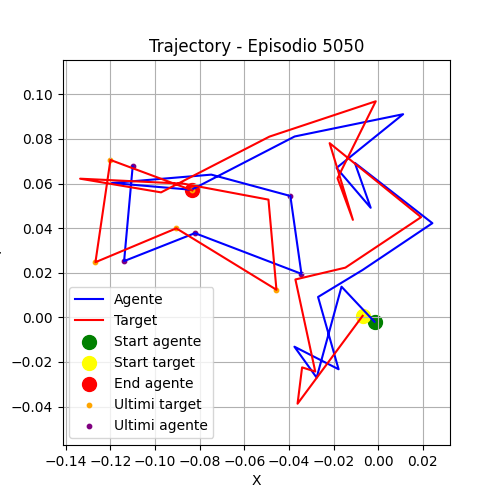 Trajectory - Episodio 5050
0.10
0.08
0.06
0.04
0.02
0.00
−0.02
−0.04
Agente
Target
Start agente
Start target
End agente
Ultimi target
Ultimi agente
−0.14 −0.12 −0.10 −0.08 −0.06 −0.04 −0.02 0.00 0.02
X